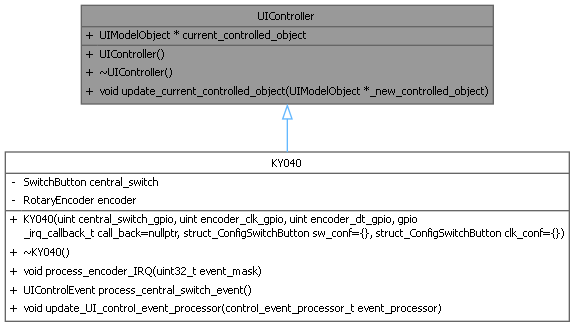 UIController
+ UIModelObject * current_controlled_object
+ UIController()
+ ~UIController()
+ void update_current_controlled_object(UIModelObject *_new_controlled_object)
KY040
- SwitchButton central_switch
- RotaryEncoder encoder
+ KY040(uint central_switch_gpio, uint encoder_clk_gpio, uint encoder_dt_gpio, gpio
_irq_callback_t call_back=nullptr, struct_ConfigSwitchButton sw_conf={}, struct_ConfigSwitchButton clk_conf={})
+ ~KY040()
+ void process_encoder_IRQ(uint32_t event_mask)
+ UIControlEvent process_central_switch_event()
+ void update_UI_control_event_processor(control_event_processor_t event_processor)